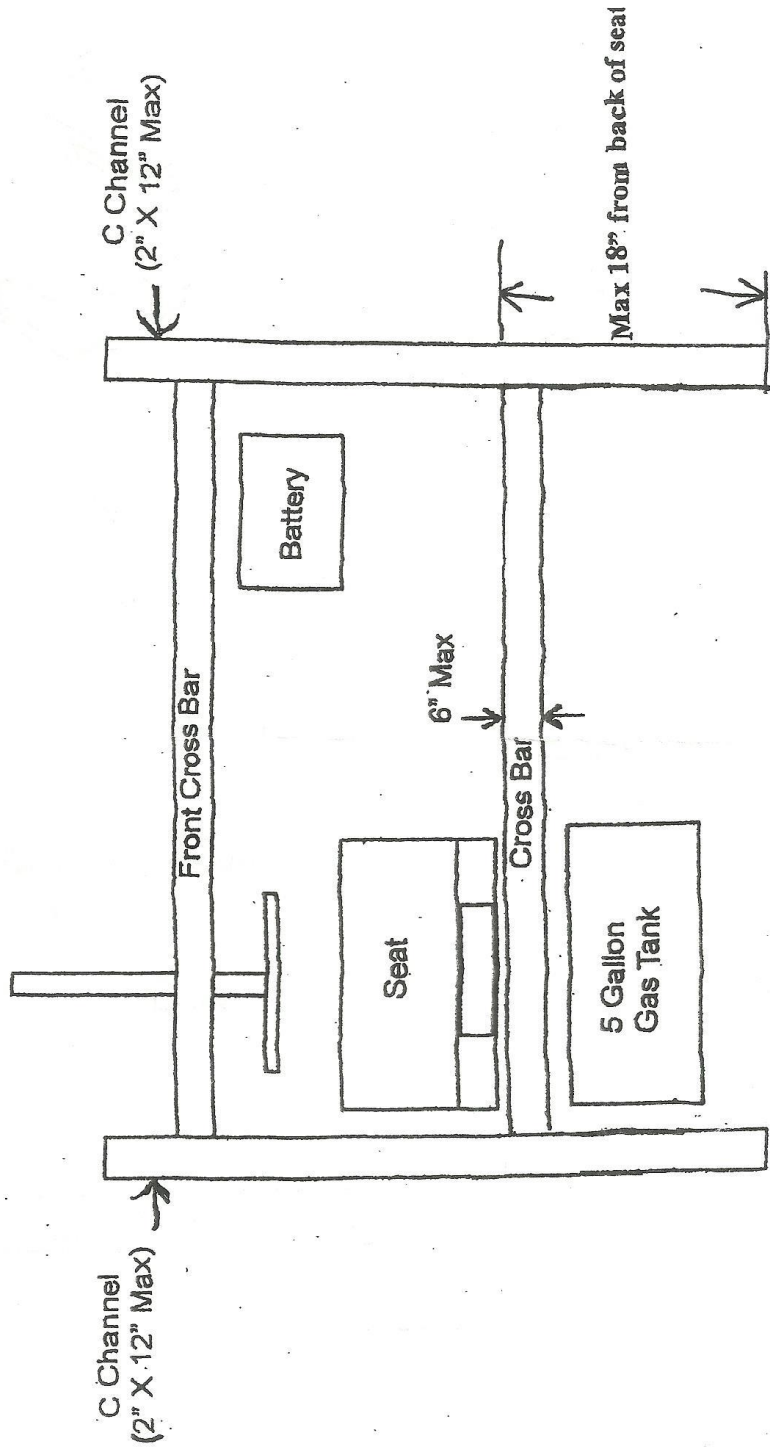 C Channel
(2" X 12" Max)
C Channel
(2" X 12" Max)
Front Cross Bar
Battery
6" Max
Seat
Cross Bar
5 Gallon
Gas Tank
Max 18” from back of seat